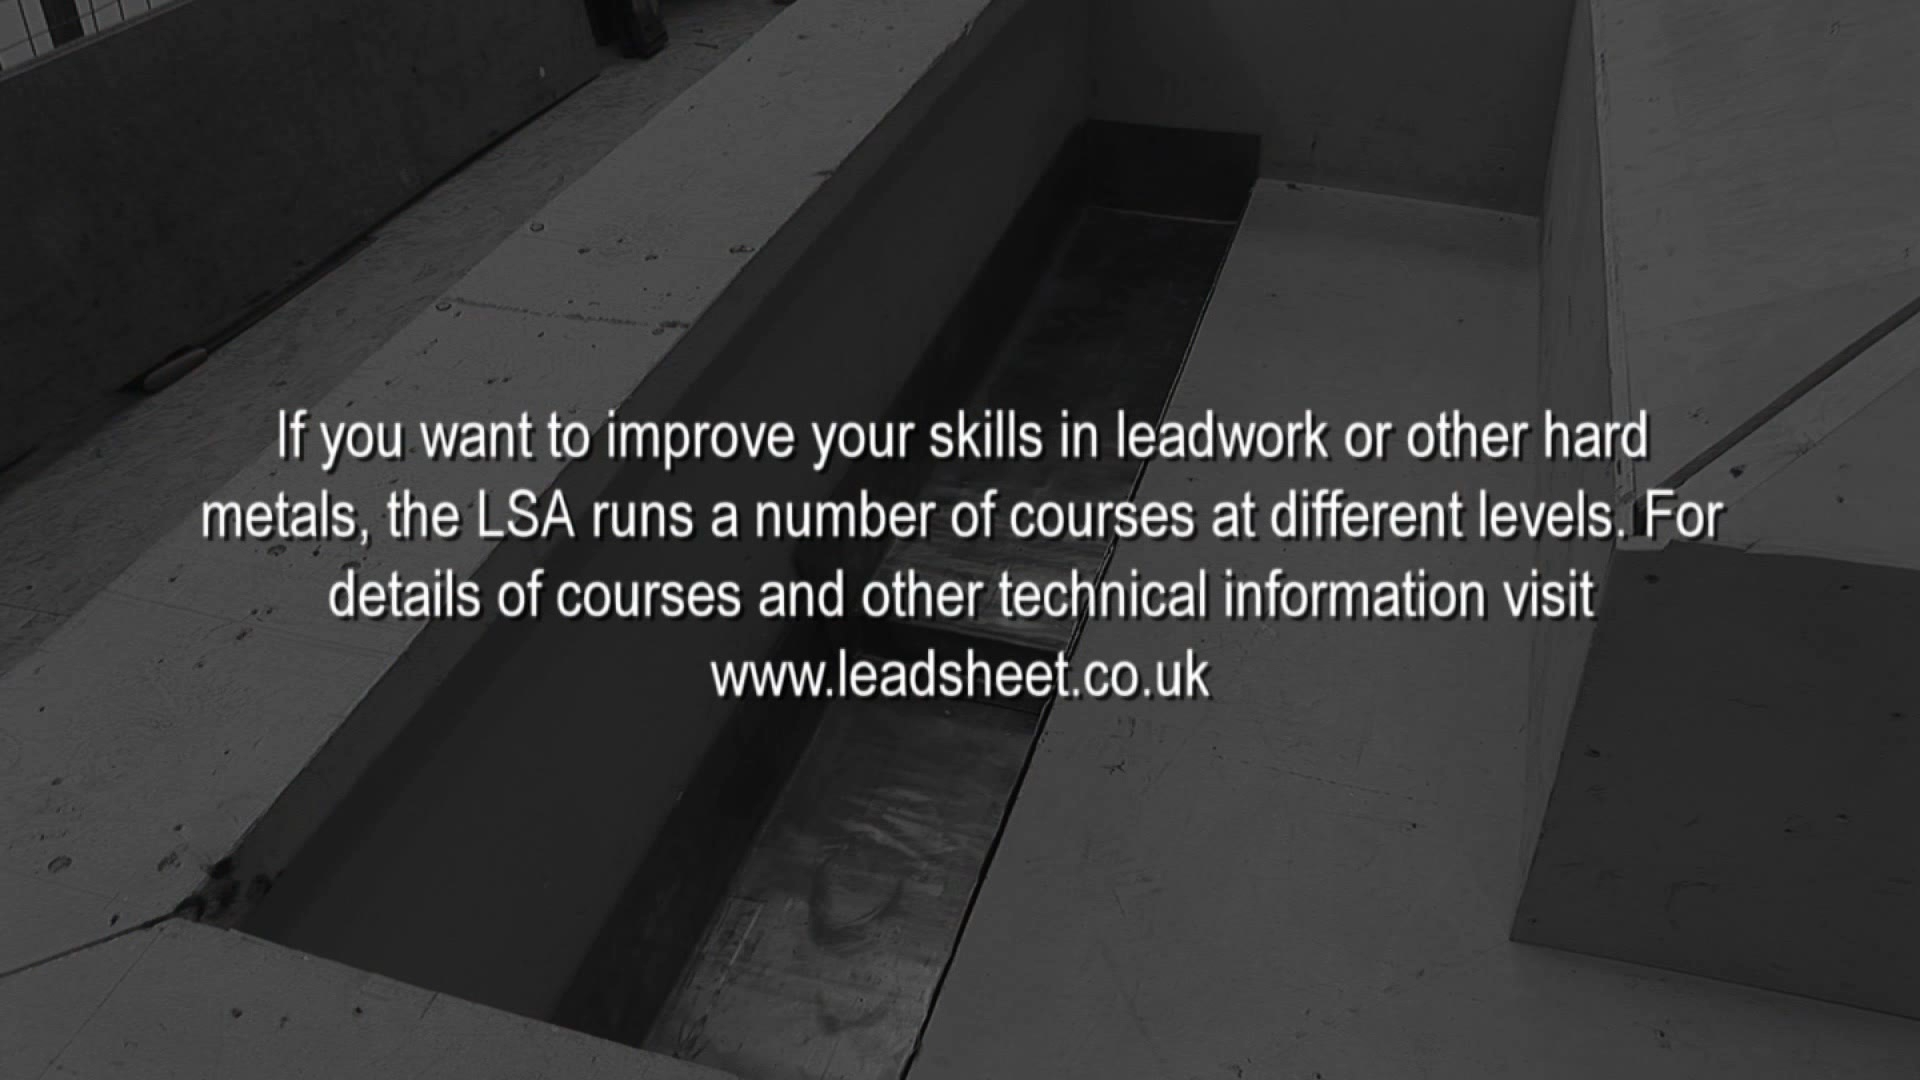 If you want to improve your skills in leadwork or other hard
metals, the LSA runs a number of courses at different levels. For
details of courses and other technical information visit
www.leadsheet.co.uk